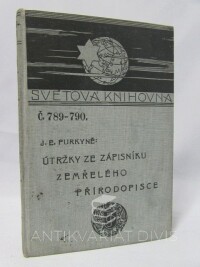 SVĚTOVÁ KNIHOVNA
Č. 789-790.
J. E. PURKYNĚ:
ÚTRŽKY ZE ZÁPISNÍKU
ZEMŘELÉHO
PŘÍRODOPISCE
ANTIKVARIÁT DIVIŠ